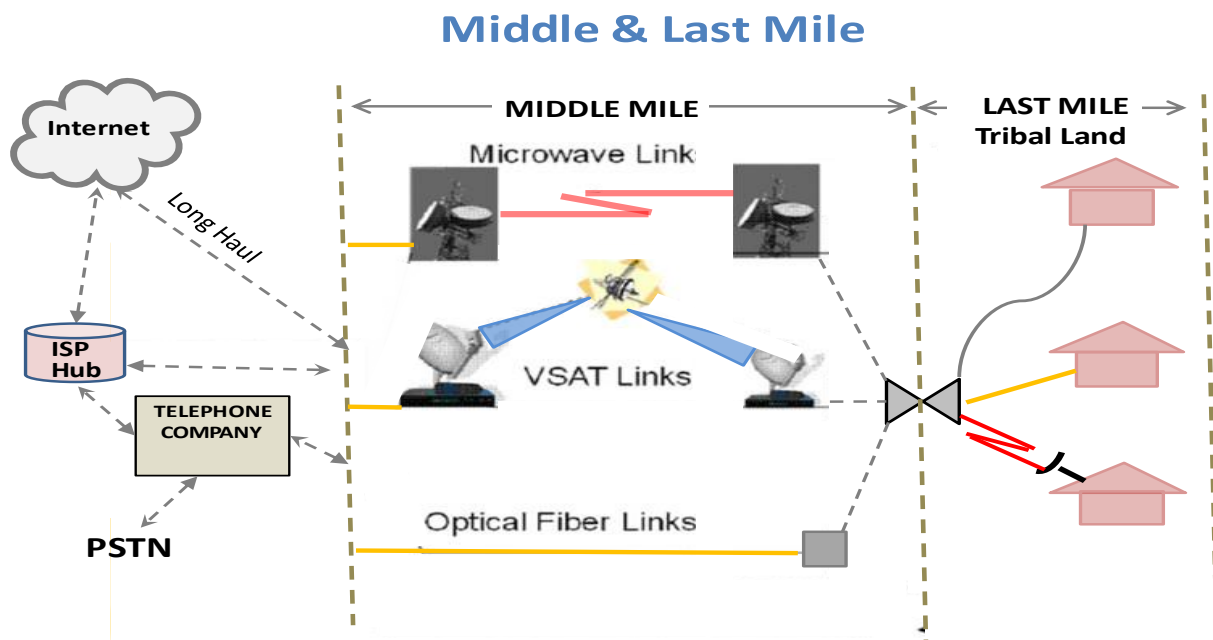 Middle & Last Mile
Internet
Long Haul
ISP
Hub
TELEPHONE
COMPANY
PSTN
MIDDLE MILE
Microwave Links
VSAT Links
Optical Fiber Links
LAST MILE
Tribal Land